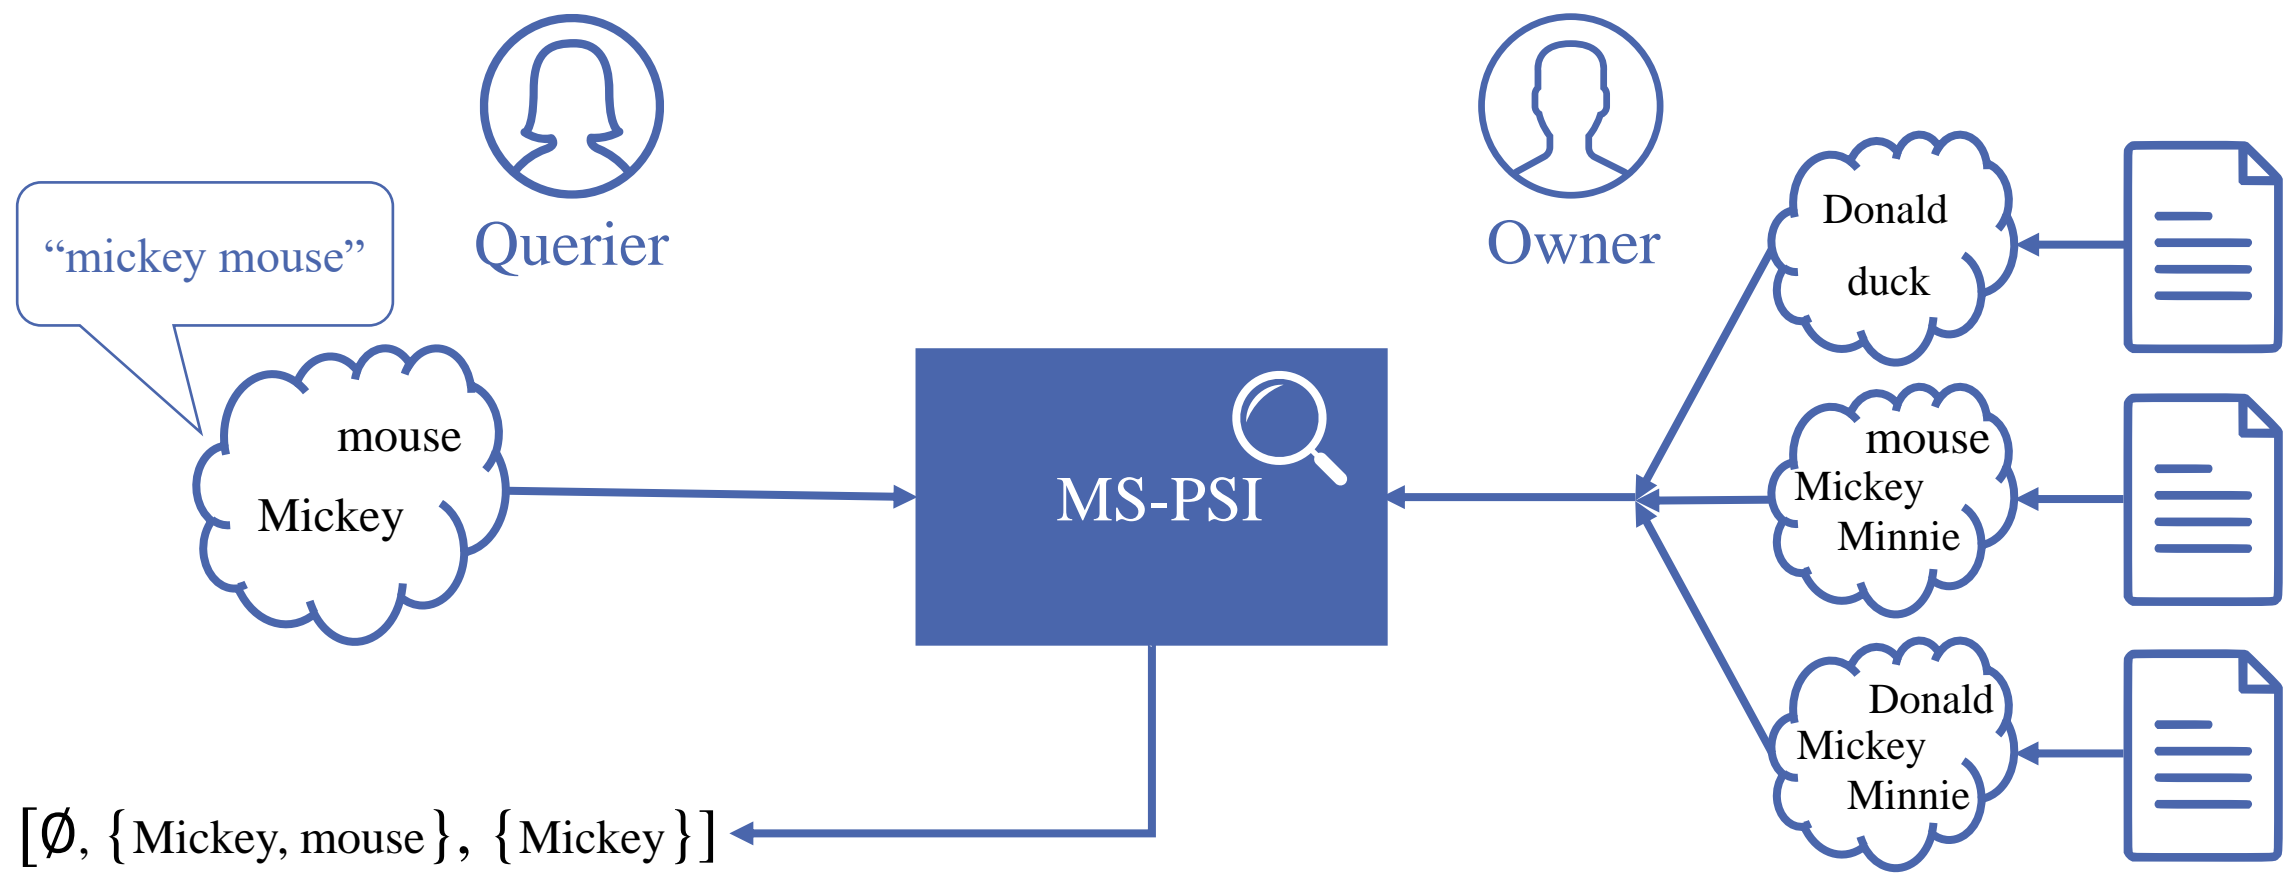 Querier
Owner
“mickey mouse”
mouse
Mickey
MS-PSI
Donald
duck
mouse
Mickey
Minnie
Donald
Mickey
Minnie
[∅, {Mickey, mouse}, {Mickey}]